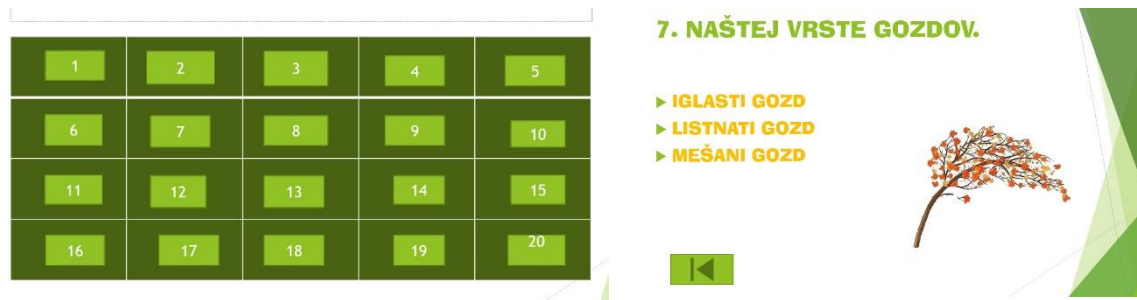 1 2 3 4 5
6 7 8 9 10
11 12 13 14 15
16 17 18 19 20
7. NAŠTEJ VRSTE GOZDOV.
IGLASTI GOZD
LISTNATI GOZD
MEŠANI GOZD